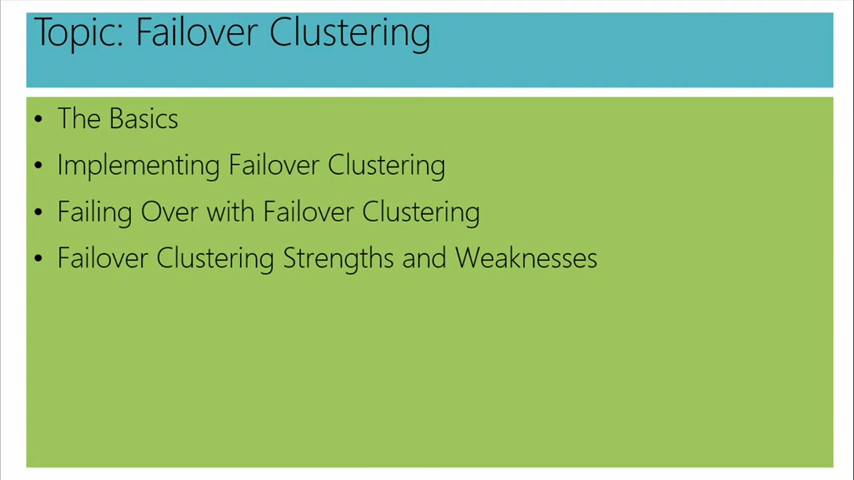 Topic: Failover Clustering
• The Basics
• Implementing Failover Clustering
• Failing Over with Failover Clustering
• Failover Clustering Strengths and Weaknesses